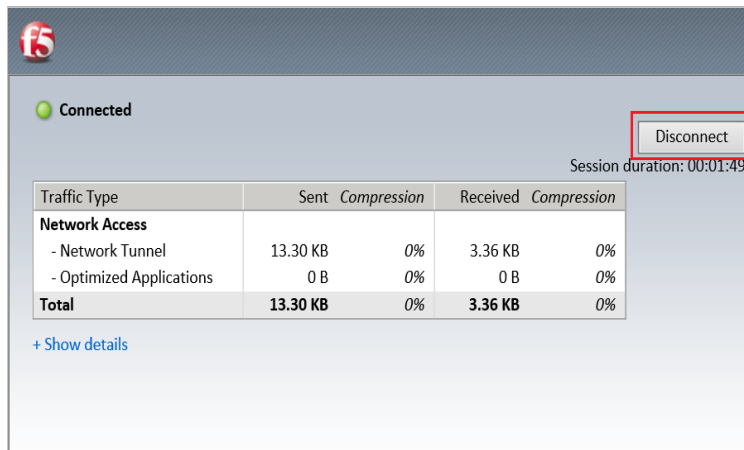 f5
Connected
Disconnect
Session duration: 00:01:49
Traffic Type Sent Compression Received Compression
Network Access
- Network Tunnel 13.30 KB 0% 3.36 KB 0%
- Optimized Applications 0 B 0% 0 B 0%
Total 13.30 KB 0% 3.36 KB 0%
+ Show details